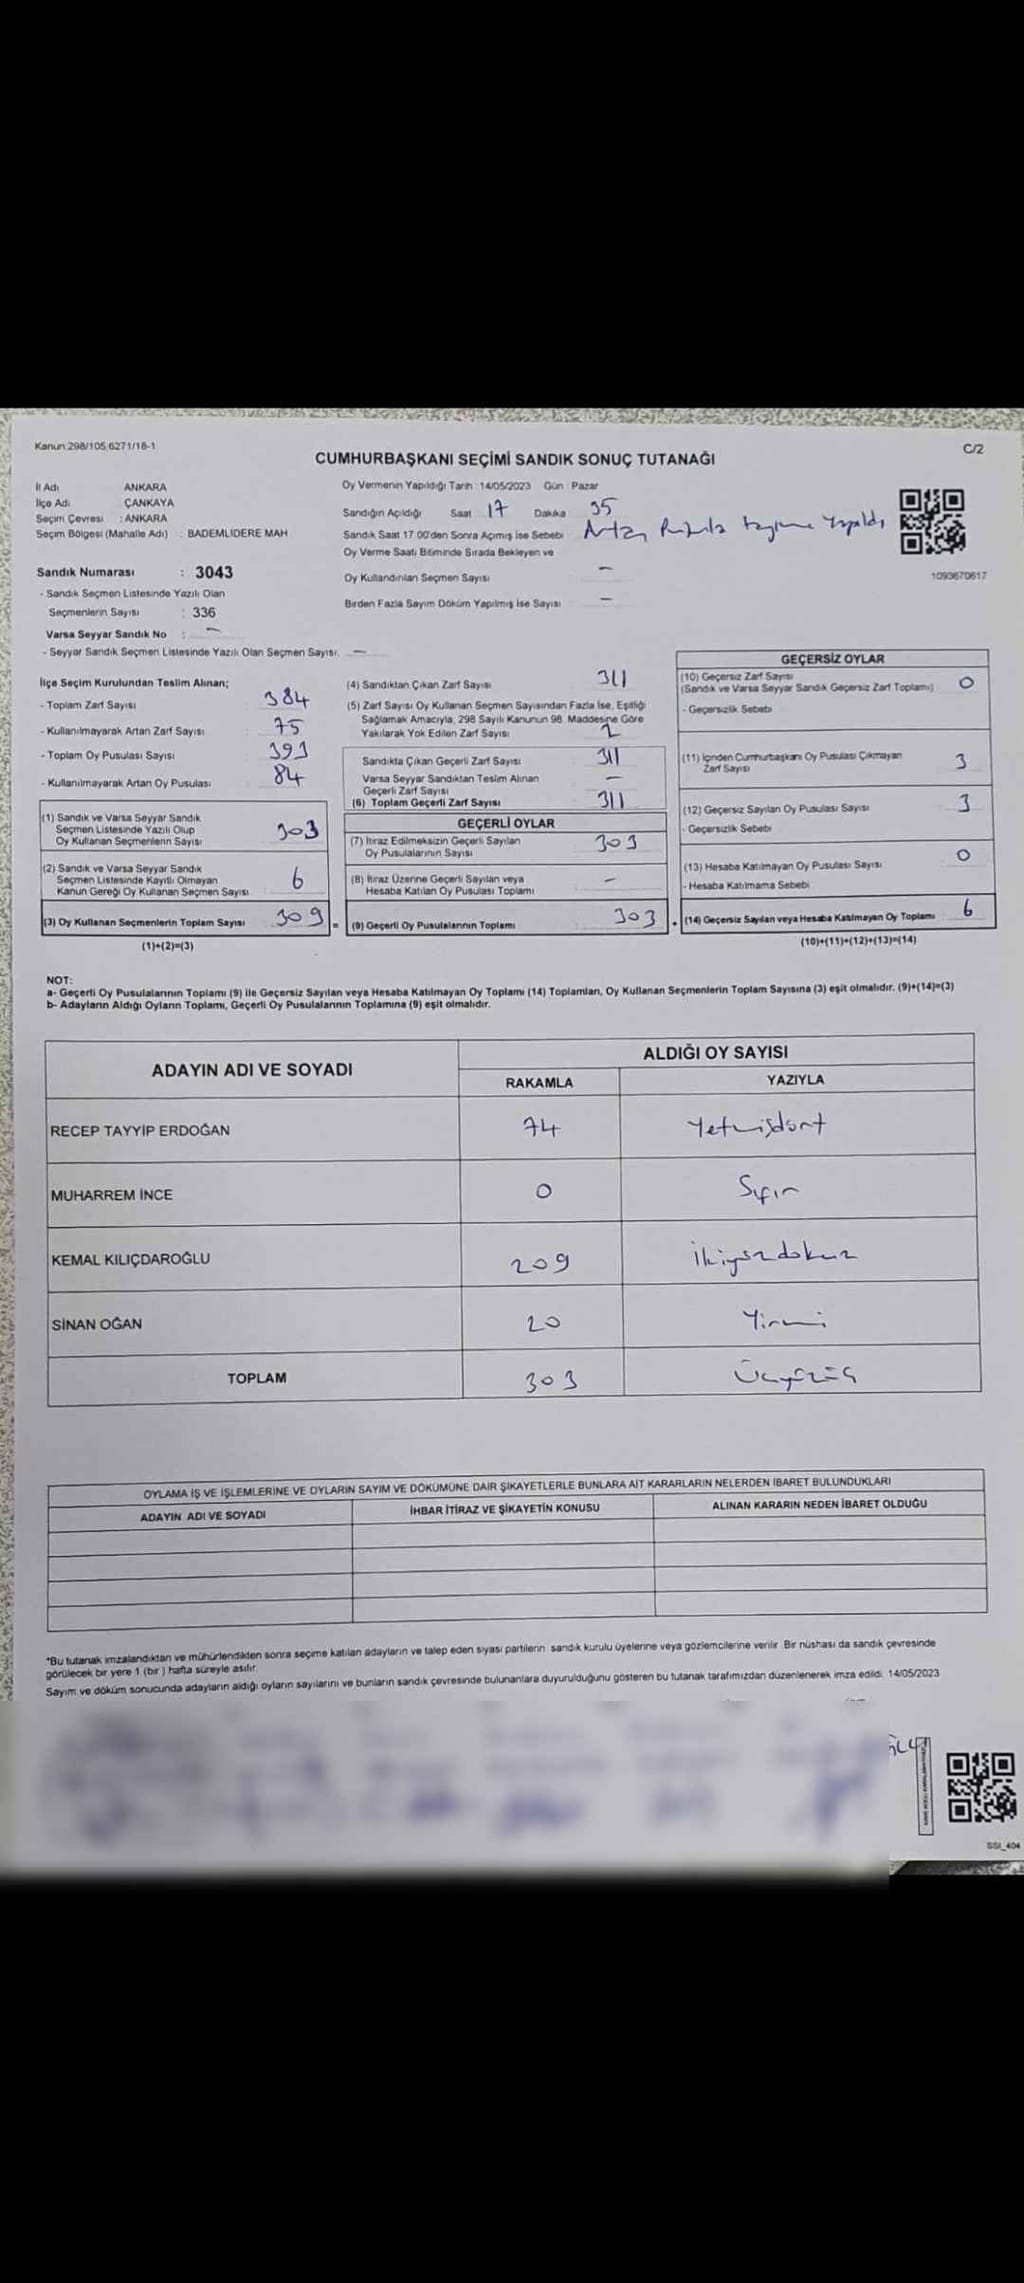 Kanun:298/105,6271/18-1
C/2
CUMHURBAŞKANI SEÇİMİ SANDIK SONUÇ TUTANAĞI
İl Adı ANKARA
İlçe Adı ÇANKAYA
Seçim Çevresi : ANKARA
Seçim Bölgesi (Mahalle Adı) : BADEMLIDERE MAH
Sandık Numarası : 3043
- Sandık Seçmen Listesinde Yazılı Olan
Seçmenlerin Sayısı : 336
Varsa Seyyar Sandık No : –
- Seyyar Sandık Seçmen Listesinde Yazılı Olan Seçmen Sayısı: –
Oy Vermenin Yapıldığı Tarih : 14/05/2023 Gün : Pazar
Sandığın Açıldığı Saat 17 Dakika 35
Sandık Saat 17:00'den Sonra Açımış İse Sebebi Artan Pusula sayımı Yapıldı
Oy Verme Saati Bitiminde Sırada Bekleyen ve
Oy Kullandırılan Seçmen Sayısı –
Birden Fazla Sayım Döküm Yapılmış İse Sayısı –
1093670617
İlçe Seçim Kurulundan Teslim Alınan;
- Toplam Zarf Sayısı 384
- Kullanılmayarak Artan Zarf Sayısı : 75
- Toplam Oy Pusulası Sayısı 393
- Kullanılmayarak Artan Oy Pusulası : 84
(1) Sandık ve Varsa Seyyar Sandık
Seçmen Listesinde Yazılı Olup
Oy Kullanan Seçmenlerin Sayısı 303
(2) Sandık ve Varsa Seyyar Sandık
Seçmen Listesinde Kayıtlı Olmayan
Kanun Gereği Oy Kullanan Seçmen Sayısı 6
(3) Oy Kullanan Seçmenlerin Toplam Sayısı 309 =
(1)+(2)=(3)
(4) Sandıktan Çıkan Zarf Sayısı 311
(5) Zarf Sayısı Oy Kullanan Seçmen Sayısından Fazla İse, Eşitliği
Sağlamak Amacıyla, 298 Sayılı Kanunun 98. Maddesine Göre
Yakılarak Yok Edilen Zarf Sayısı 2
Sandıkta Çıkan Geçerli Zarf Sayısı 311
Varsa Seyyar Sandıktan Teslim Alınan
Geçerli Zarf Sayısı –
(6) Toplam Geçerli Zarf Sayısı 311
GEÇERLİ OYLAR
(7) İtiraz Edilmeksizin Geçerli Sayılan
Oy Pusulalarının Sayısı 303
(8) İtiraz Üzerine Geçerli Sayılan veya
Hesaba Katılan Oy Pusulası Toplamı –
(9) Geçerli Oy Pusulalarının Toplamı 303 +
GEÇERSİZ OYLAR
(10) Geçersiz Zarf Sayısı
(Sandık ve Varsa Seyyar Sandık Geçersiz Zarf Toplamı) 0
- Geçersizlik Sebebi
(11) İçinden Cumhurbaşkanı Oy Pusulası Çıkmayan
Zarf Sayısı 3
(12) Geçersiz Sayılan Oy Pusulası Sayısı 3
- Geçersizlik Sebebi
(13) Hesaba Katılmayan Oy Pusulası Sayısı 0
- Hesaba Katılmama Sebebi
(14) Geçersiz Sayılan veya Hesaba Katılmayan Oy Toplamı 6
(10)+(11)+(12)+(13)=(14)
NOT:
a- Geçerli Oy Pusulalarının Toplamı (9) ile Geçersiz Sayılan veya Hesaba Katılmayan Oy Toplamı (14) Toplamları, Oy Kullanan Seçmenlerin Toplam Sayısına (3) eşit olmalıdır. (9)+(14)=(3)
b- Adayların Aldığı Oyların Toplamı, Geçerli Oy Pusulalarının Toplamına (9) eşit olmalıdır.
ADAYIN ADI VE SOYADI
ALDIĞI OY SAYISI
RAKAMLA YAZIYLA
RECEP TAYYİP ERDOĞAN 74 Yetmişdört
MUHARREM İNCE 0 Sıfır
KEMAL KILIÇDAROĞLU 209 İkiyüzdokuz
SİNAN OĞAN 20 Yirmi
TOPLAM 303 Üçyüzüç
OYLAMA İŞ VE İŞLEMLERİNE VE OYLARIN SAYIM VE DÖKÜMÜNE DAİR ŞİKAYETLERLE BUNLARA AİT KARARLARIN NELERDEN İBARET BULUNDUKLARI
ADAYIN ADI VE SOYADI İHBAR İTİRAZ VE ŞİKAYETİN KONUSU ALINAN KARARIN NEDEN İBARET OLDUĞU
*Bu tutanak imzalandıktan ve mühürlendikten sonra seçime katılan adayların ve talep eden siyasi partilerin sandık kurulu üyelerine veya gözlemcilerine verilir. Bir nüshası da sandık çevresinde
görülecek bir yere 1 (bir) hafta süreyle asılır.
Sayım ve döküm sonucunda adayların aldığı oyların sayılarını ve bunların sandık çevresinde bulunanlara duyurulduğunu gösteren bu tutanak tarafımızdan düzenlenerek imza edildi. 14/05/2023
SSI_404